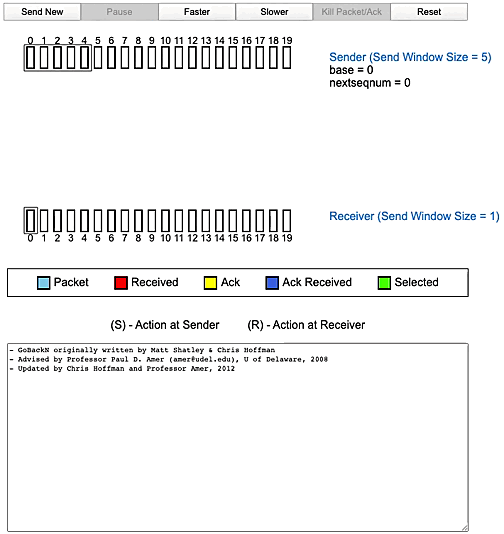 Send New Pause Faster Slower Kill Packet/Ack Reset
0 1 2 3 4 5 6 7 8 9 10 11 12 13 14 15 16 17 18 19
Sender (Send Window Size = 5)
base = 0
nextseqnum = 0
Receiver (Send Window Size = 1)
0 1 2 3 4 5 6 7 8 9 10 11 12 13 14 15 16 17 18 19
Packet Received Ack Ack Received Selected
(S) - Action at Sender (R) - Action at Receiver
- GoBackN originally written by Matt Shatley & Chris Hoffman
- Advised by Professor Paul D. Amer (amer@udel.edu), U of Delaware, 2008
- Updated by Chris Hoffman and Professor Amer, 2012